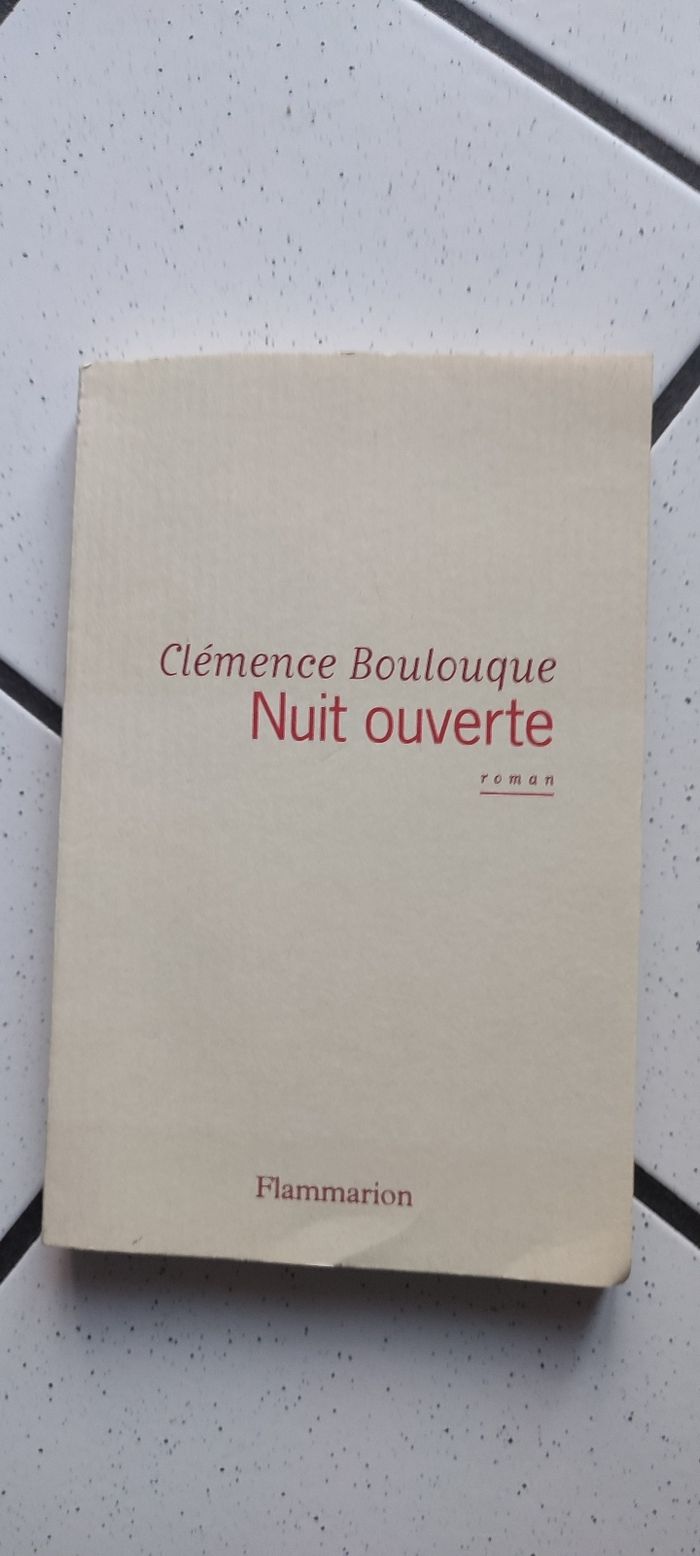 Clémence Boulouque
Nuit ouverte
roman
Flammarion